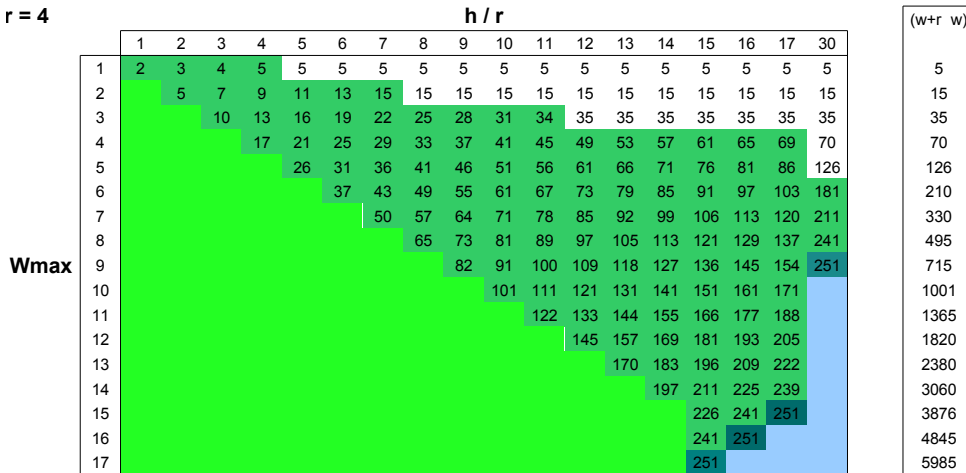 r = 4 h / r (w+r w)
1 2 3 4 5 6 7 8 9 10 11 12 13 14 15 16 17 30
1 2 3 4 5 5 5 5 5 5 5 5 5 5 5 5 5 5 5 5
2 5 7 9 11 13 15 15 15 15 15 15 15 15 15 15 15 15 15
3 10 13 16 19 22 25 28 31 34 35 35 35 35 35 35 35 35
4 17 21 25 29 33 37 41 45 49 53 57 61 65 69 70 70
5 26 31 36 41 46 51 56 61 66 71 76 81 86 126 126
6 37 43 49 55 61 67 73 79 85 91 97 103 181 210
7 50 57 64 71 78 85 92 99 106 113 120 211 330
8 65 73 81 89 97 105 113 121 129 137 241 495
Wmax 9 82 91 100 109 118 127 136 145 154 251 715
10 101 111 121 131 141 151 161 171 1001
11 122 133 144 155 166 177 188 1365
12 145 157 169 181 193 205 1820
13 170 183 196 209 222 2380
14 197 211 225 239 3060
15 226 241 251 3876
16 241 251 4845
17 251 5985